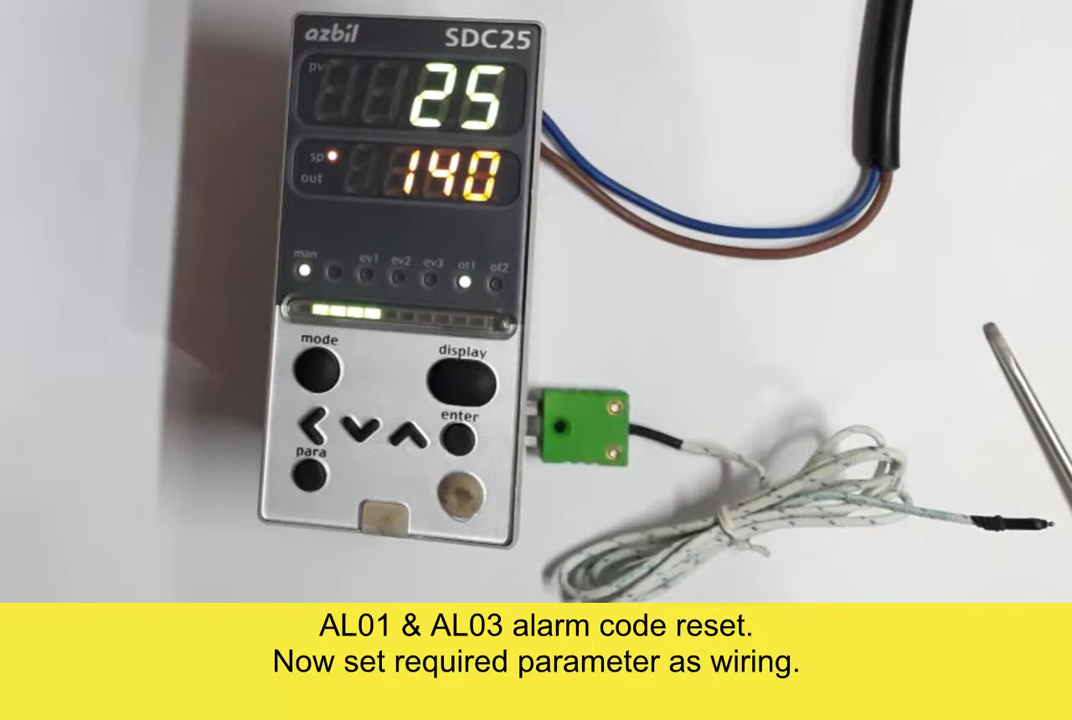 azbil SDC25
pv 25
sp 140
out
man ev1 ev2 ev3 ot1 ot2
mode
display
enter
para
AL01 & AL03 alarm code reset.
Now set required parameter as wiring.